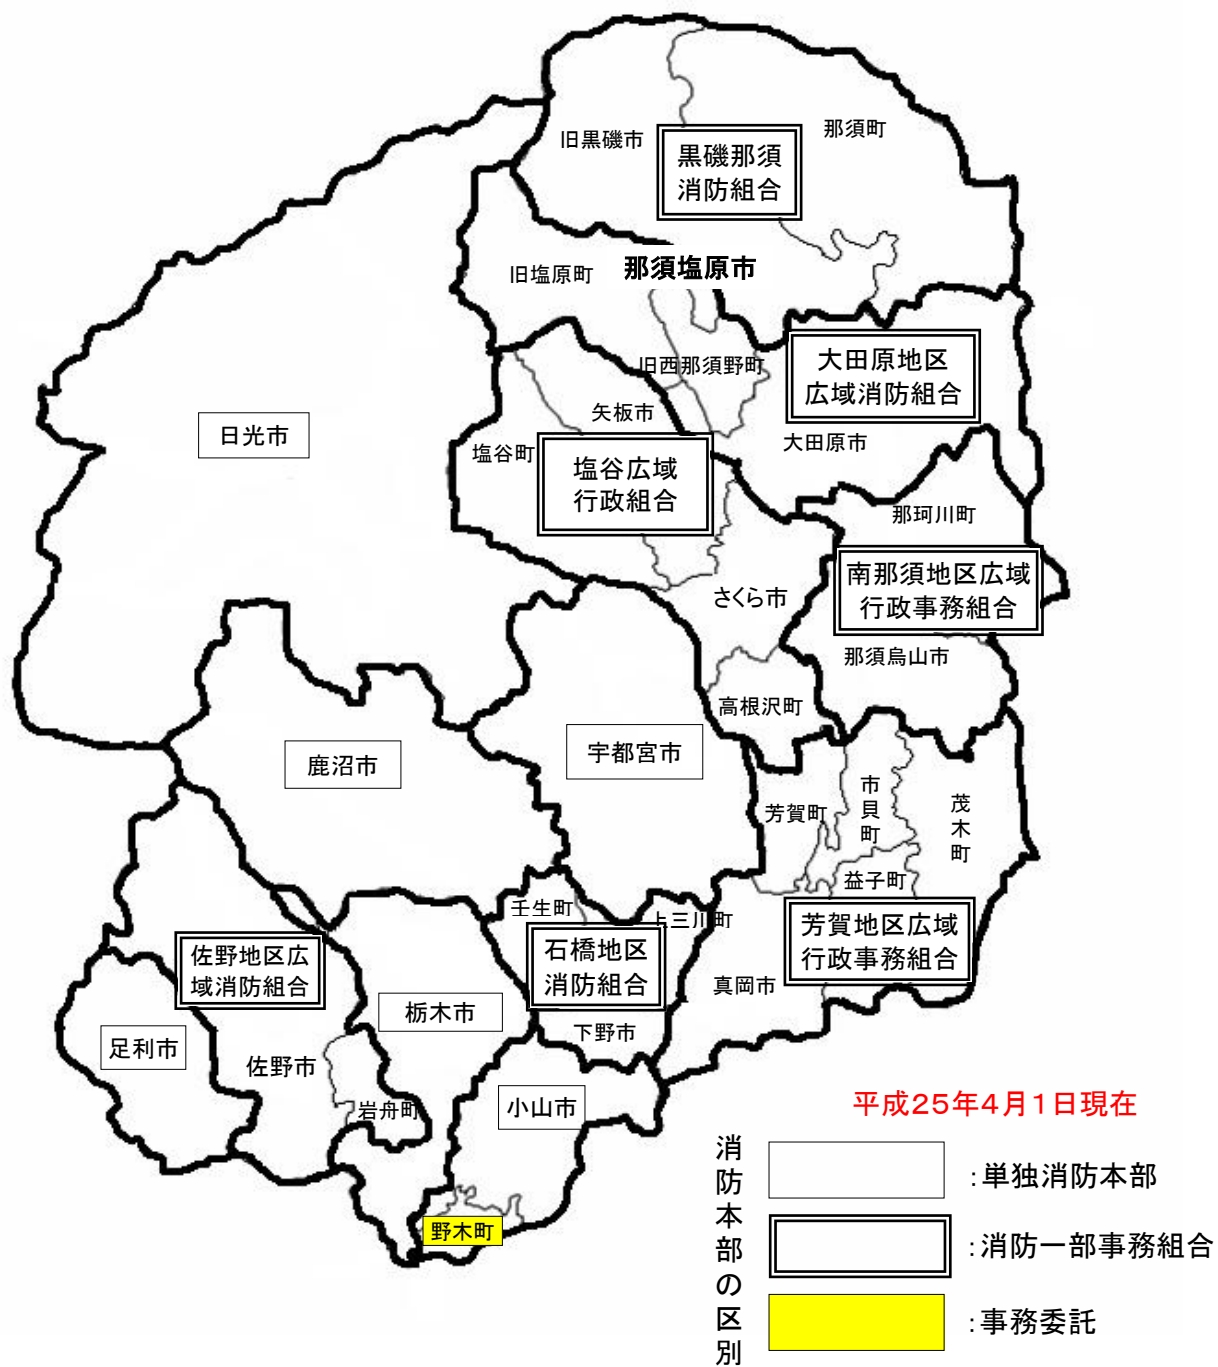 旧黒磯市
那須町
黒磯那須
消防組合
旧塩原町
那須塩原市
旧西那須野町
大田原地区
広域消防組合
矢板市
日光市
塩谷町
大田原市
塩谷広域
行政組合
那珂川町
南那須地区広域
行政事務組合
さくら市
那須烏山市
高根沢町
宇都宮市
鹿沼市
芳賀町
市貝町
茂木町
益子町
壬生町
上三川町
芳賀地区広域
行政事務組合
石橋地区
消防組合
佐野地区広
域消防組合
真岡市
栃木市
下野市
足利市
佐野市
岩舟町
小山市
野木町
平成25年4月1日現在
消防本部の区別
:単独消防本部
:消防一部事務組合
:事務委託